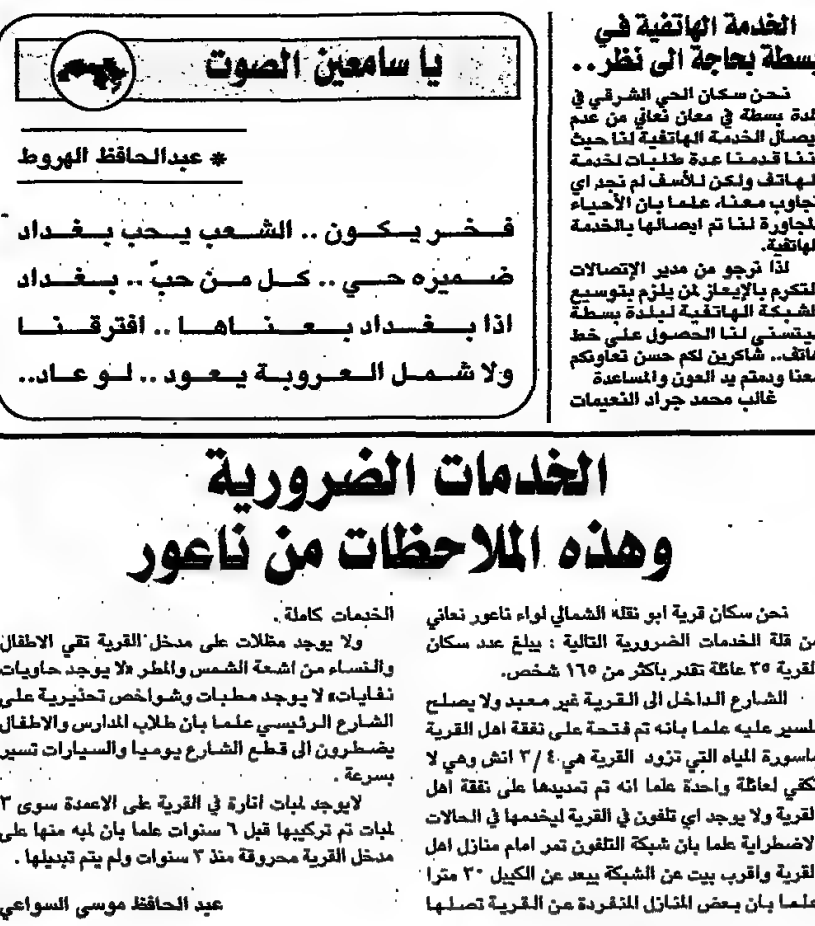 الخدمة الهاتفية في
بسطة بحاجة الى نظر..
نحن سكان الحي الشرقي في
بلدة بسطة في معان نعاني من عدم
ايصال الخدمة الهاتفية لنا حيث
اننا قدمنا عدة طلبات لخدمة
الهاتف ولكن للأسف لم نجد اي
تجاوب معنا، علما بان الأحياء
المجاورة لنا تم ايصالها بالخدمة
الهاتفية.
لذا نرجو من مدير الإتصالات
التكرم بالإيعاز لمن يلزم بتوسيع
الشبكة الهاتفية لبلدة بسطة
ليتسنى لنا الحصول على خط
هاتف.. شاكرين لكم حسن تعاونكم
معنا ودمتم يد العون والمساعدة
غالب محمد جراد النعيمات
يا سامعين الصوت
* عبدالحافظ الهروط
فخر يكون .. الشعب يحب بغداد
ضميره حي .. كل من حبّ .. بغداد
اذا بغداد بعناها .. افترقنا
ولا شمل العروبة يعود .. لو عاد..
الخدمات الضرورية
وهذه الملاحظات من ناعور
نحن سكان قرية ابو نقله الشمالي لواء ناعور نعاني
من قلة الخدمات الضرورية التالية : يبلغ عدد سكان
القرية ٣٥ عائلة تقدر باكثر من ١٦٥ شخص.
الشارع الداخل الى القرية غير معبد ولا يصلح
للسير عليه علما بانه تم فتحة على نفقة اهل القرية
ماسورة المياه التي تزود القرية هي ٣/٤ انش وهي لا
تكفي لعائلة واحدة علما انه تم تمديدها على نفقة اهل
القرية ولا يوجد اي تلفون في القرية ليخدمها في الحالات
الاضطراية علما بان شبكة التلفون تمر امام منازل اهل
القرية واقرب بيت عن الشبكة يبعد عن الكيبل ٣٠ مترا
علما بان بعض المنازل المنفردة عن القرية تصلها
الخدمات كاملة.
ولا يوجد مظلات على مدخل القرية تقي الاطفال
والنساء من اشعة الشمس والمطر «لا يوجد حاويات
نفايات» لا يوجد مطبات وشواخص تحذيرية على
الشارع الرئيسي علما بان طلاب المدارس والاطفال
يضطرون الى قطع الشارع يوميا والسيارات تسير
بسرعة.
لايوجد لمبات انارة في القرية على الاعمدة سوى ٣
لمبات تم تركيبها قبل ٦ سنوات علما بان لمبه منها على
مدخل القرية محروقة منذ ٣ سنوات ولم يتم تبديلها.
عبد الحافظ موسى السواعي